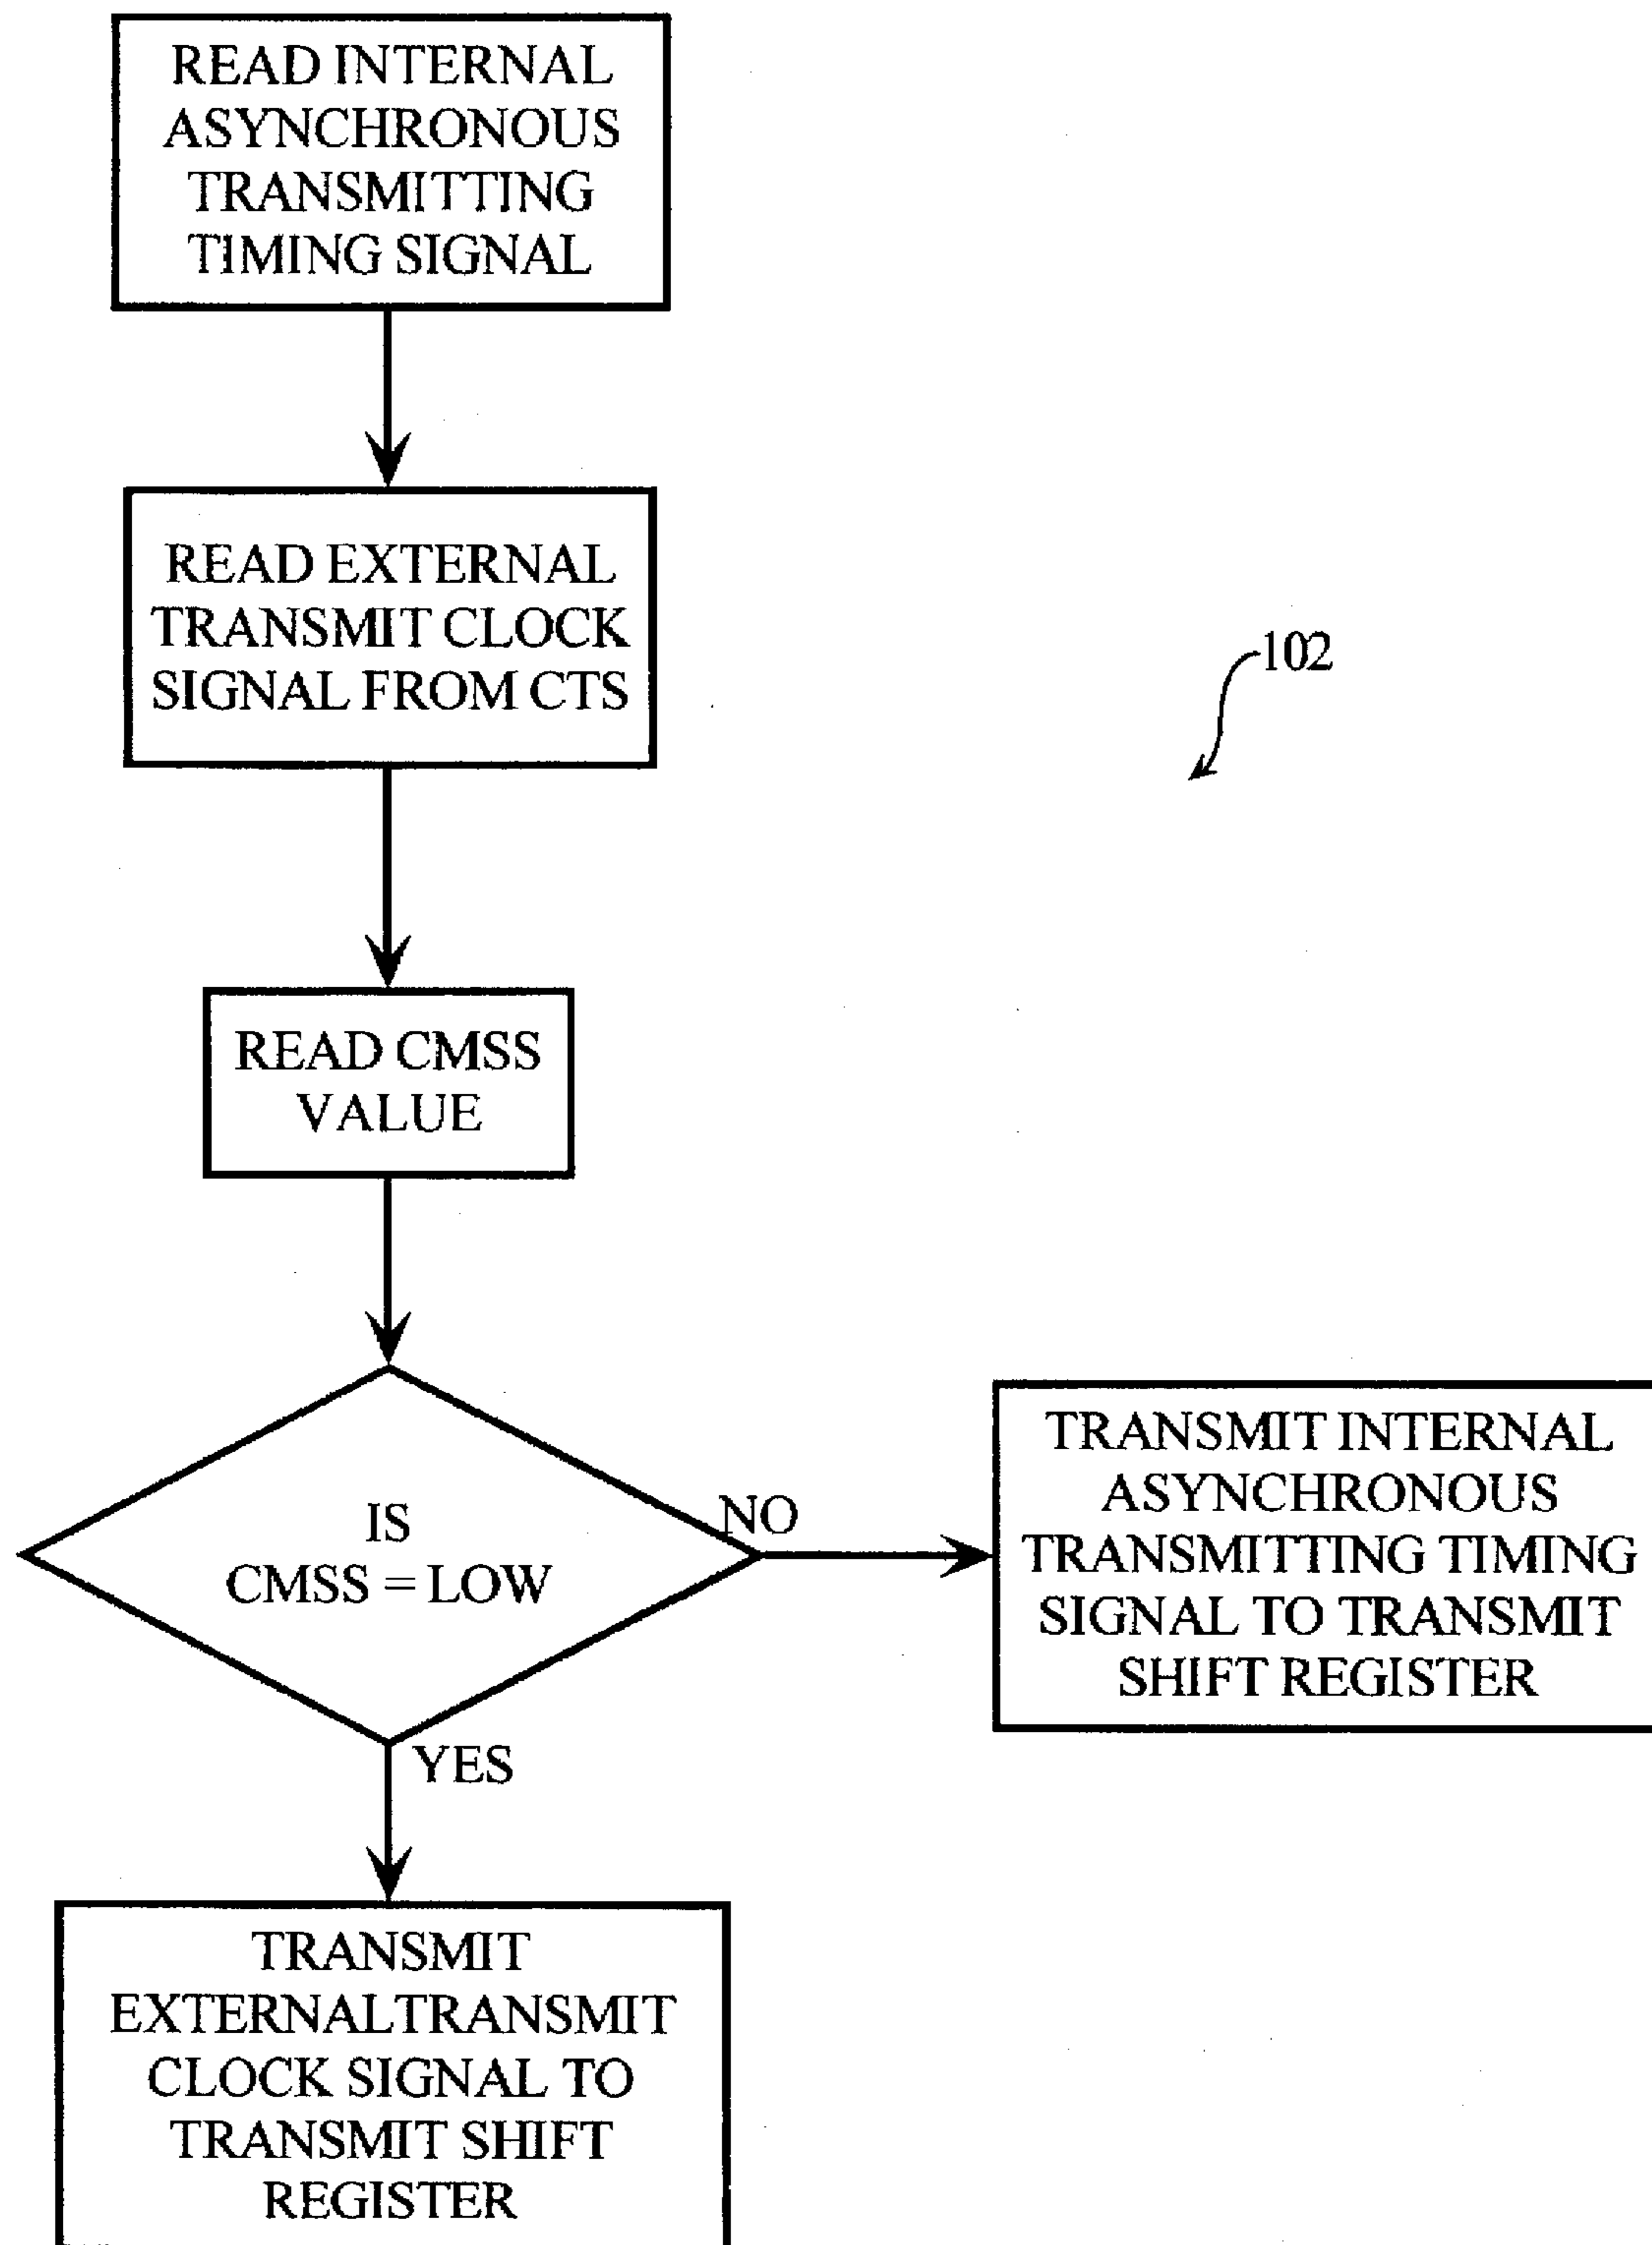 READ INTERNAL
ASYNCHRONOUS
TRANSMITTING
TIMING SIGNAL
READ EXTERNAL
TRANSMIT CLOCK
SIGNAL FROM CTS
102
READ CMSS
VALUE
IS
CMSS = LOW
NO
TRANSMIT INTERNAL
ASYNCHRONOUS
TRANSMITTING TIMING
SIGNAL TO TRANSMIT
SHIFT REGISTER
YES
TRANSMIT
EXTERNALTRANSMIT
CLOCK SIGNAL TO
TRANSMIT SHIFT
REGISTER